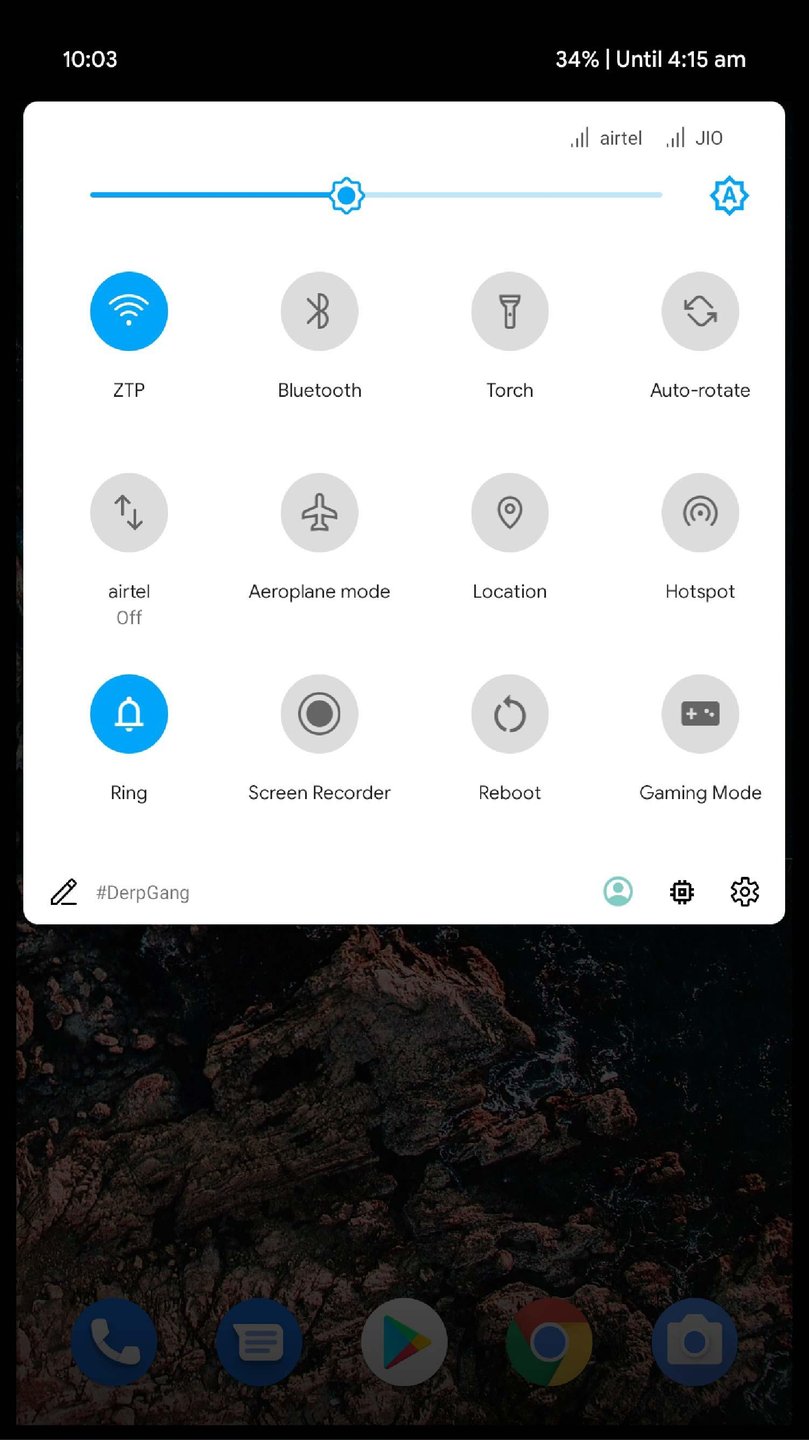 10:03 34% | Until 4:15 am
airtel JIO
A
ZTP Bluetooth Torch Auto-rotate
airtel Aeroplane mode Location Hotspot
Off
Ring Screen Recorder Reboot Gaming Mode
#DerpGang